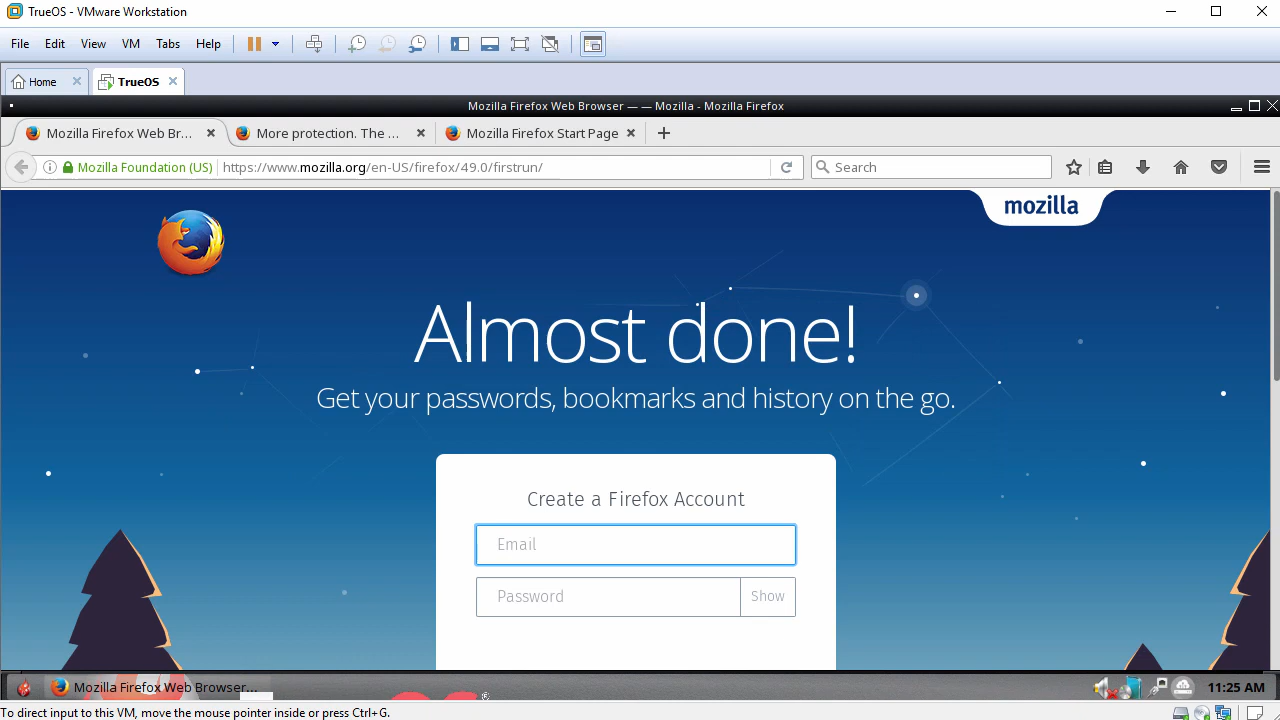 TrueOS - VMware Workstation
File Edit View VM Tabs Help
Home TrueOS
Mozilla Firefox Web Browser — — Mozilla - Mozilla Firefox
Mozilla Firefox Web Br... More protection. The ... Mozilla Firefox Start Page
Mozilla Foundation (US) https://www.mozilla.org/en-US/firefox/49.0/firstrun/ Search
mozilla
Almost done!
Get your passwords, bookmarks and history on the go.
Create a Firefox Account
Email
Password Show
Mozilla Firefox Web Browser... 11:25 AM
To direct input to this VM, move the mouse pointer inside or press Ctrl+G.